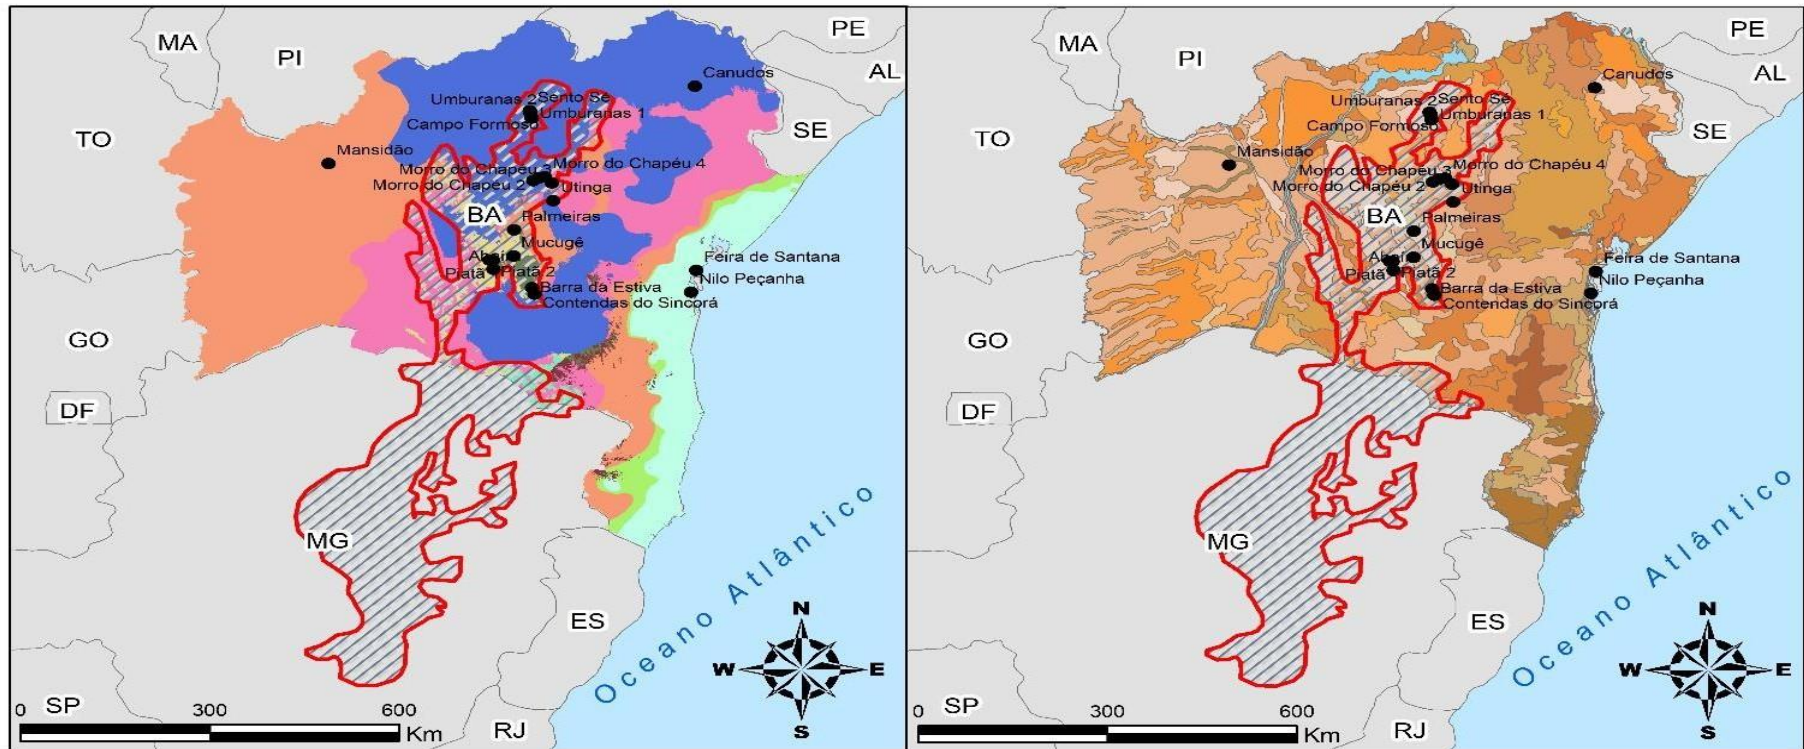 MA
PI
PE
AL
Canudos
Umburanas 2
Sento Sé
Umburanas 1
Campo Formoso
SE
TO
Mansidão
Morro do Chapéu 4
Morro do Chapéu 3
Morro do Chapéu 2
Utinga
BA
Palmeiras
Mucugê
Feira de Santana
Piatã
Piatã 2
Nilo Peçanha
Barra da Estiva
Contendas do Sincorá
GO
DF
MG
ES
Oceano Atlântico
N
W
E
S
SP
0
300
600
Km
RJ
MA
PI
PE
AL
Canudos
Umburanas 2
Sento Sé
Umburanas 1
Campo Formoso
SE
TO
Mansidão
Morro do Chapéu 4
Morro do Chapéu 3
Morro do Chapéu 2
Utinga
BA
Palmeiras
Mucugê
Feira de Santana
Piatã
Piatã 2
Nilo Peçanha
Barra da Estiva
Contendas do Sincorá
GO
DF
MG
ES
Oceano Atlântico
N
W
E
S
SP
0
300
600
Km
RJ